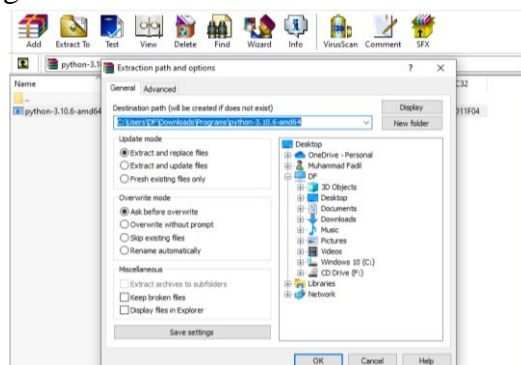 Add Extract To Test View Delete Find Wizard Info VirusScan Comment SFX
python-3.1
Name
..
python-3.10.6-amd64
C32
D11F04
Extraction path and options
?
General Advanced
Destination path (will be created if does not exist)
C:\Users\DF\Downloads\Programs\python-3.10.6-amd64
Display
New folder
Update mode
Extract and replace files
Extract and update files
Fresh existing files only
Overwrite mode
Ask before overwrite
Overwrite without prompt
Skip existing files
Rename automatically
Miscellaneous
Extract archives to subfolders
Keep broken files
Display files in Explorer
Save settings
Desktop
OneDrive - Personal
Muhammad Fadil
DF
3D Objects
Desktop
Documents
Downloads
Music
Pictures
Videos
Windows 10 (C:)
CD Drive (F:)
Libraries
Network
OK Cancel Help